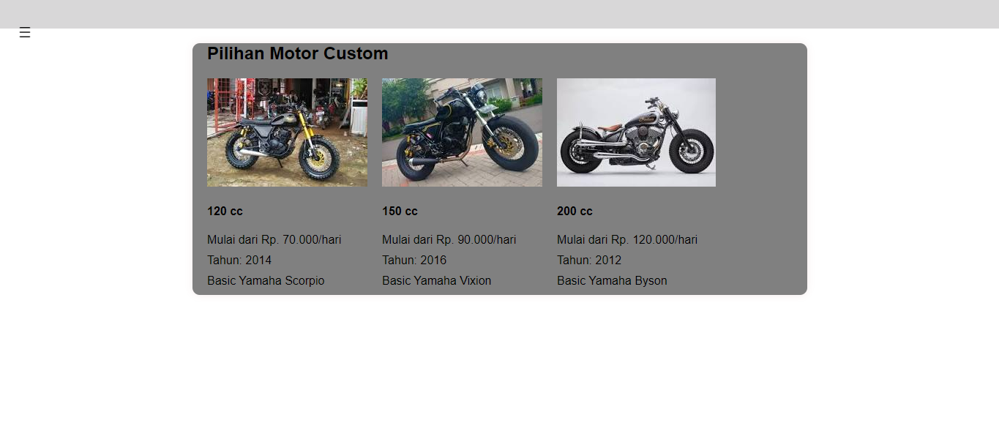 Pilihan Motor Custom
120 cc
Mulai dari Rp. 70.000/hari
Tahun: 2014
Basic Yamaha Scorpio
150 cc
Mulai dari Rp. 90.000/hari
Tahun: 2016
Basic Yamaha Vixion
200 cc
Mulai dari Rp. 120.000/hari
Tahun: 2012
Basic Yamaha Byson